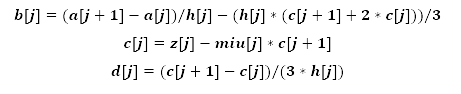 b[j] = (a[j + 1] − a[j])/h[j] − (h[j] ∗ (c[j + 1] + 2 ∗ c[j]))/3
c[j] = z[j] − miu[j] ∗ c[j + 1]
d[j] = (c[j + 1] − c[j])/(3 ∗ h[j])